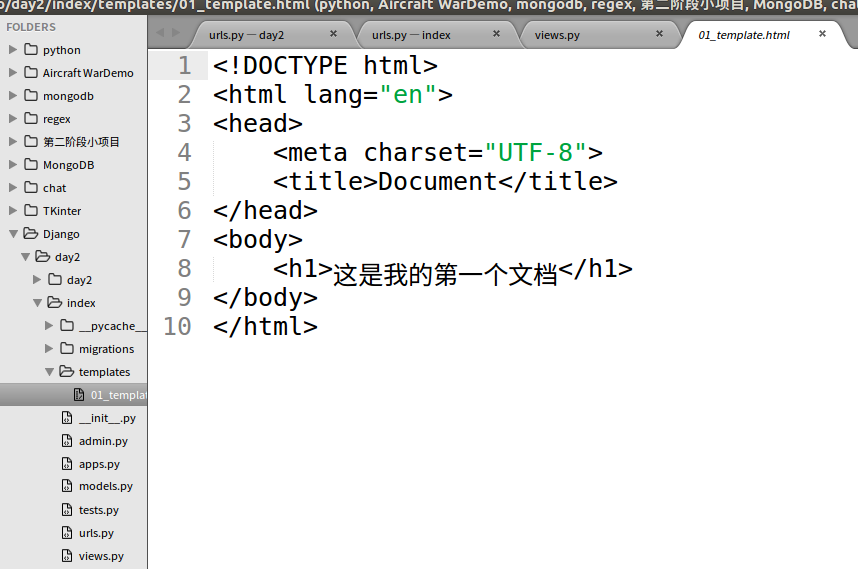 o/day2/index/templates/01_template.html (python, Aircraft WarDemo, mongodb, regex, 第二阶段小项目, MongoDB, chat
FOLDERS
python
Aircraft WarDemo
mongodb
regex
第二阶段小项目
MongoDB
chat
TKinter
Django
day2
day2
index
__pycache__
migrations
templates
01_templat
__init__.py
admin.py
apps.py
models.py
tests.py
urls.py
views.py
urls.py — day2 ×
urls.py — index ×
views.py ×
01_template.html ×
1 <!DOCTYPE html>
2 <html lang="en">
3 <head>
4 <meta charset="UTF-8">
5 <title>Document</title>
6 </head>
7 <body>
8 <h1>这是我的第一个文档</h1>
9 </body>
10 </html>